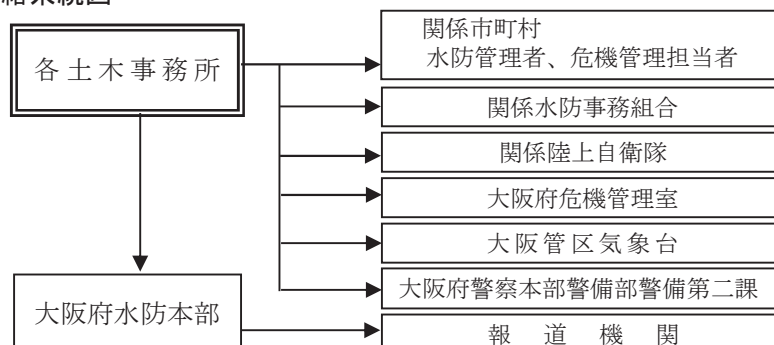 絡系統図
各土木事務所
関係市町村
水防管理者、危機管理担当者
関係水防事務組合
関係陸上自衛隊
大阪府危機管理室
大阪管区気象台
大阪府警察本部警備部警備第二課
大阪府水防本部
報道機関